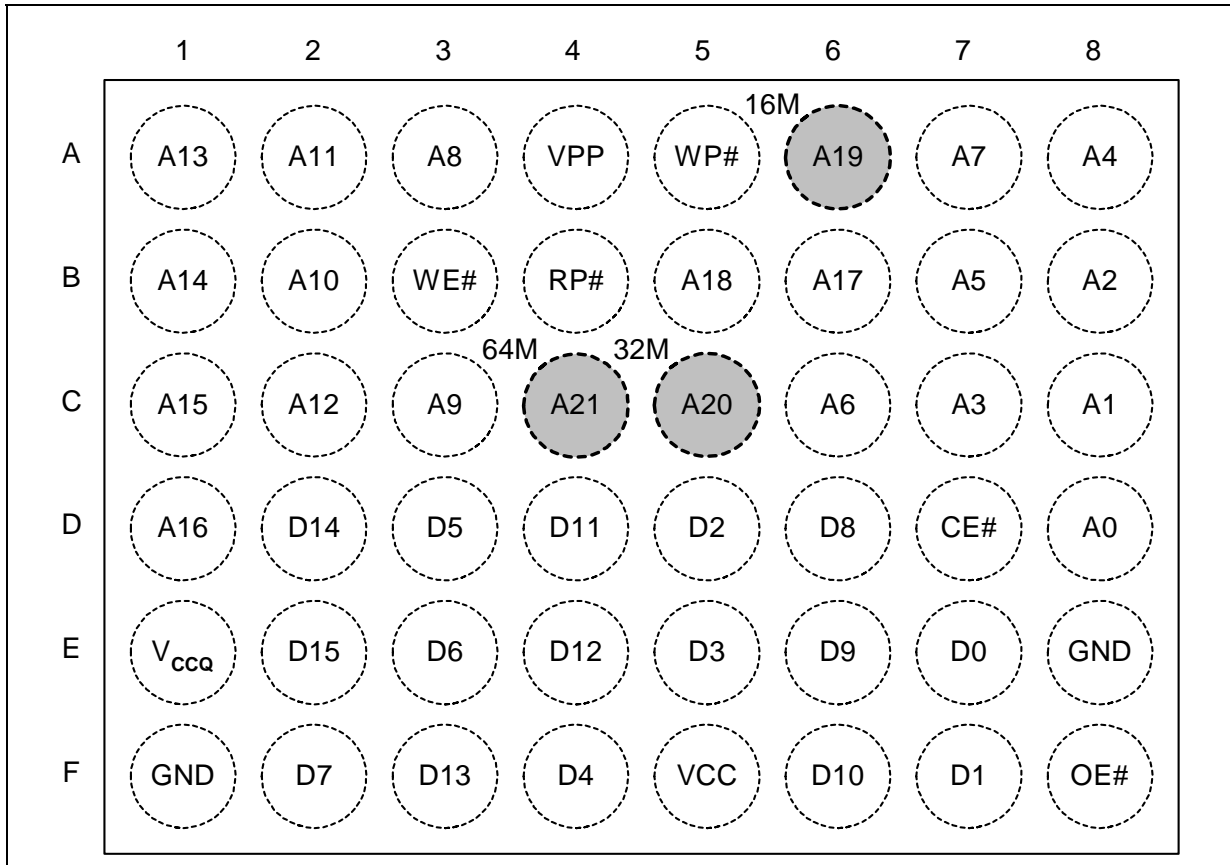 1 2 3 4 5 6 7 8
16M
A A13 A11 A8 VPP WP# A19 A7 A4
B A14 A10 WE# RP# A18 A17 A5 A2
64M 32M
C A15 A12 A9 A21 A20 A6 A3 A1
D A16 D14 D5 D11 D2 D8 CE# A0
E VCCQ D15 D6 D12 D3 D9 D0 GND
F GND D7 D13 D4 VCC D10 D1 OE#